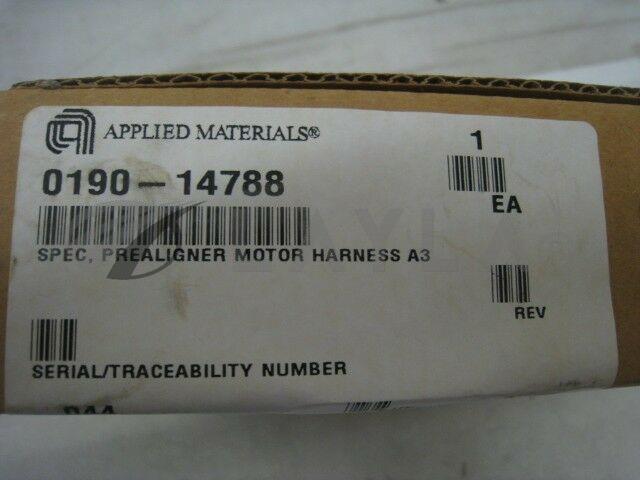 APPLIED MATERIALS®
1
0190-14788
EA
SPEC, PREALIGNER MOTOR HARNESS A3
REV
SERIAL/TRACEABILITY NUMBER